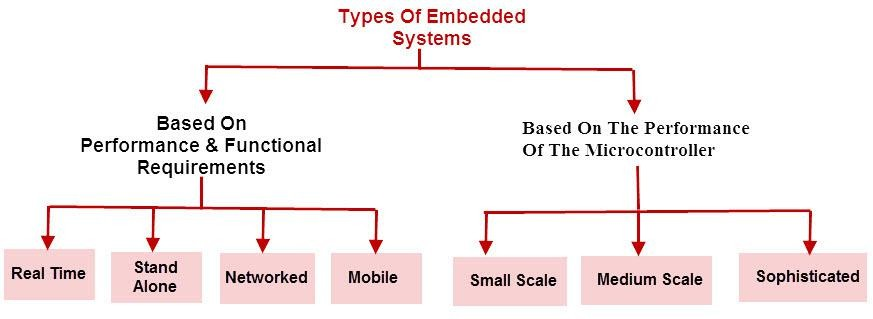 Types Of Embedded
Systems
Based On
Performance & Functional
Requirements
Based On The Performance
Of The Microcontroller
Real Time
Stand
Alone
Networked
Mobile
Small Scale
Medium Scale
Sophisticated